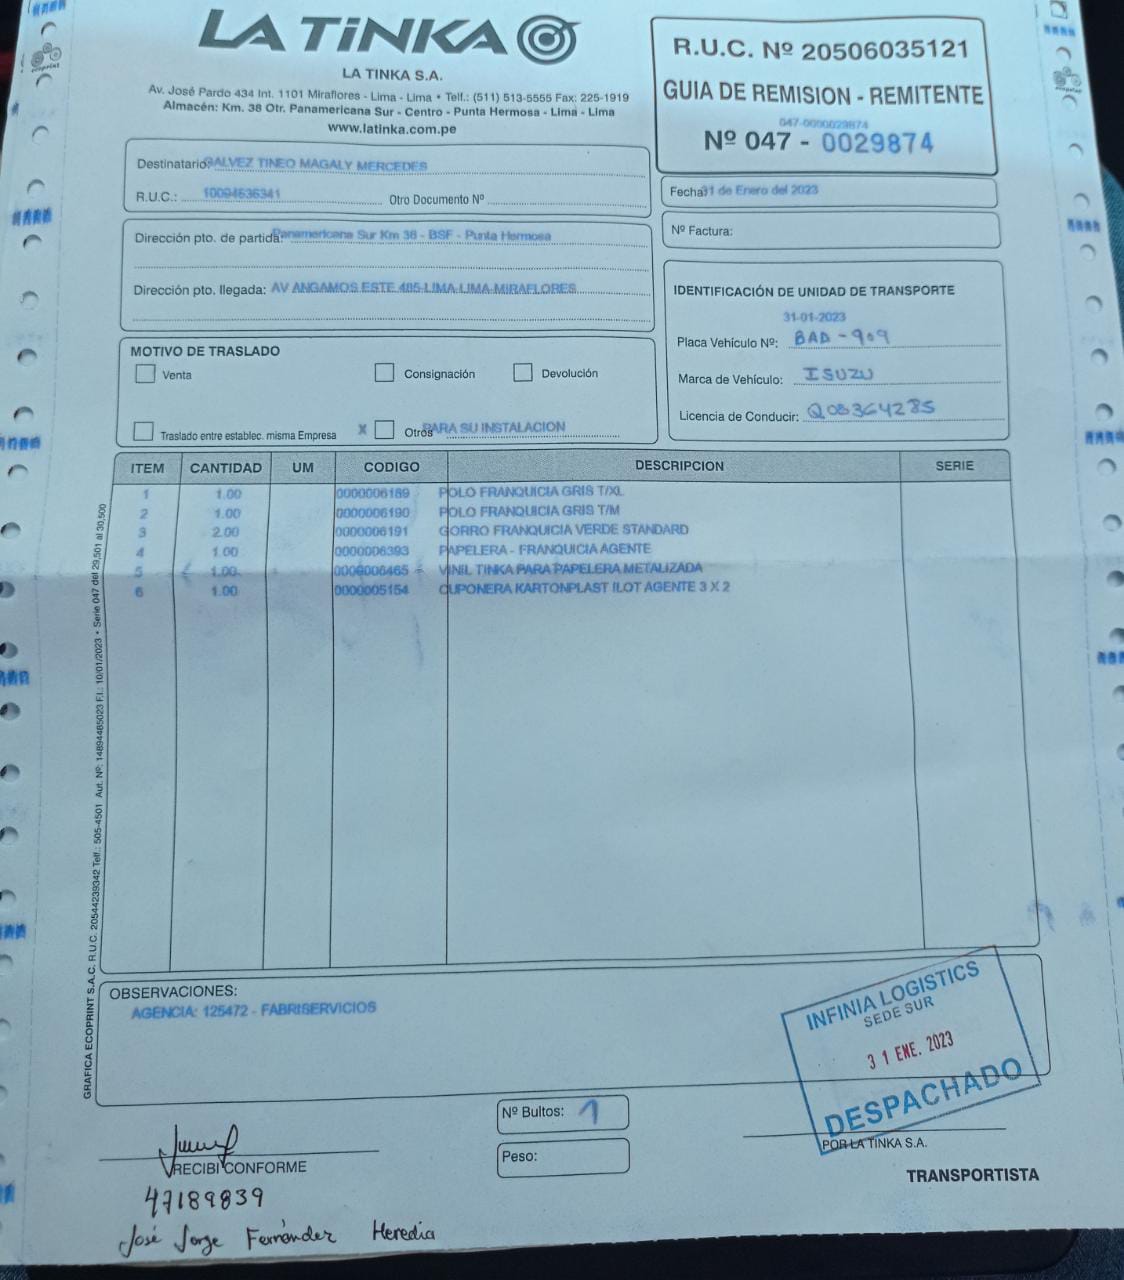 LA TiNKA
LA TINKA S.A.
Av. José Pardo 434 Int. 1101 Miraflores - Lima - Lima • Telf.: (511) 513-5555 Fax: 225-1919
Almacén: Km. 38 Otr. Panamericana Sur - Centro - Punta Hermosa - Lima - Lima
www.latinka.com.pe
R.U.C. Nº 20506035121
GUIA DE REMISION - REMITENTE
047-0000029874
Nº 047 - 0029874
Destinatario: GALVEZ TINEO MAGALY MERCEDES
R.U.C.: 10094636341 Otro Documento Nº
Fecha: 31 de Enero del 2023
Nº Factura:
Dirección pto. de partida: Panamericana Sur Km 38 - BSF - Punta Hermosa
Dirección pto. llegada: AV ANGAMOS ESTE 485-LIMA-LIMA-MIRAFLORES
IDENTIFICACIÓN DE UNIDAD DE TRANSPORTE
31-01-2023
Placa Vehículo Nº: BAD-909
Marca de Vehículo: ISUZU
Licencia de Conducir: Q08364285
MOTIVO DE TRASLADO
Venta Consignación Devolución
Traslado entre establec. misma Empresa X Otros PARA SU INSTALACION
ITEM CANTIDAD UM CODIGO DESCRIPCION SERIE
1 1.00 0000006189 POLO FRANQUICIA GRIS T/XL
2 1.00 0000006190 POLO FRANQUICIA GRIS T/M
3 2.00 0000006191 GORRO FRANQUICIA VERDE STANDARD
4 1.00 0000006393 PAPELERA - FRANQUICIA AGENTE
5 1.00 0000006465 VINIL TINKA PARA PAPELERA METALIZADA
6 1.00 0000005154 CUPONERA KARTONPLAST ILOT AGENTE 3 X 2
GRAFICA ECOPRINT S.A.C. R.U.C. 20544239342 Telf.: 505-4501 Aut. Nº: 14894485023 F.I.: 10/01/2023 • Serie 047 del 29,501 al 30,500
OBSERVACIONES:
AGENCIA: 125472 - FABRISERVICIOS
INFINIA LOGISTICS
SEDE SUR
31 ENE. 2023
DESPACHADO
Nº Bultos: 1
Peso:
RECIBI CONFORME
47189839
José Jorge Fernández Heredia
POR LA TINKA S.A.
TRANSPORTISTA